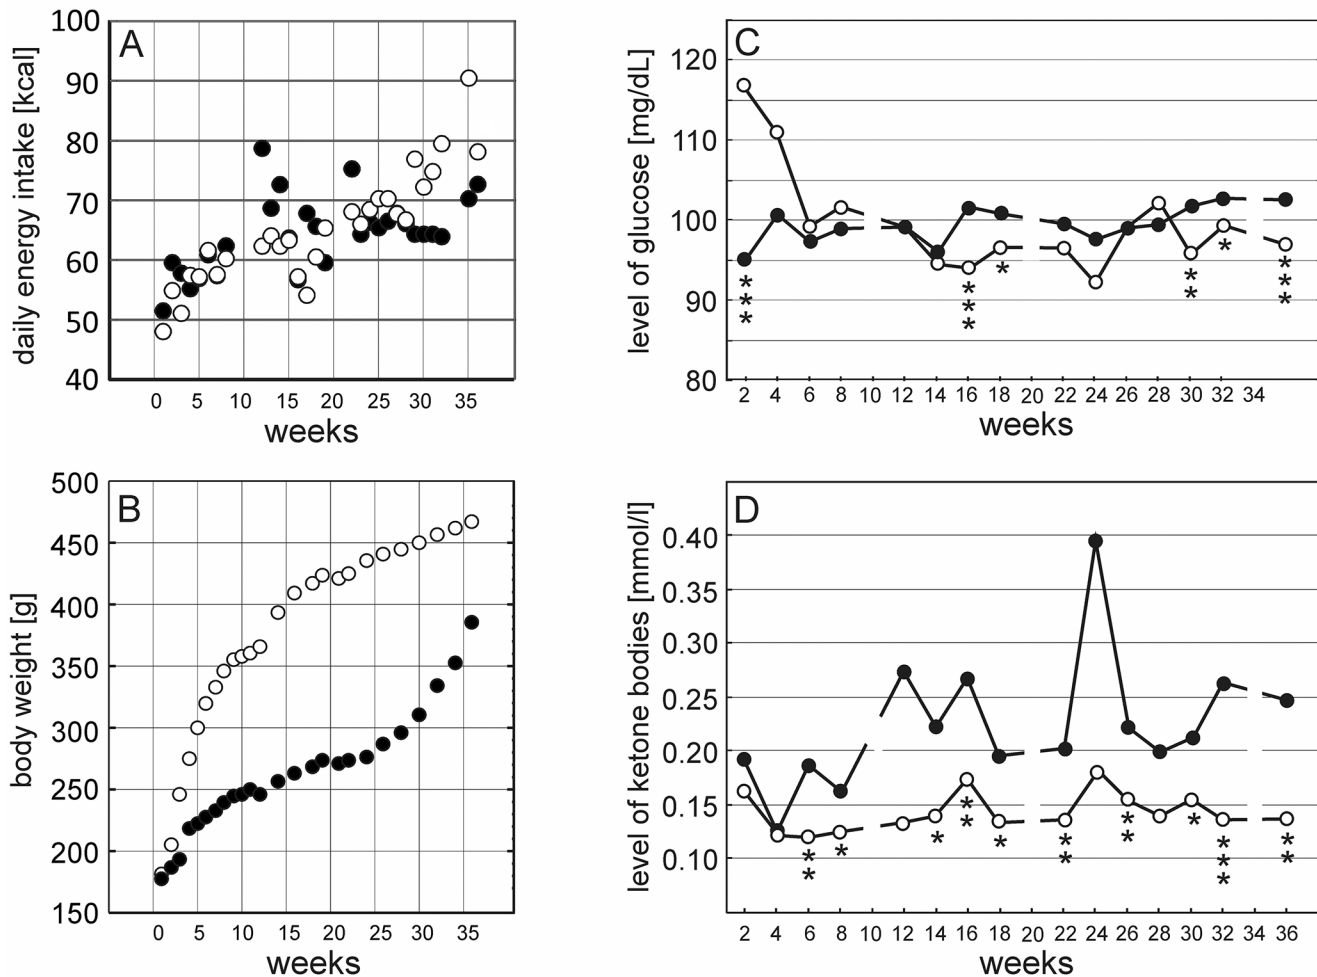 A
daily energy intake [kcal]
100
90
80
70
60
50
40
0 5 10 15 20 25 30 35
weeks
B
body weight [g]
500
450
400
350
300
250
200
150
0 5 10 15 20 25 30 35
weeks
C
level of glucose [mg/dL]
120
110
100
90
80
* * * * * * * * * * * * * *
2 4 6 8 10 12 14 16 18 20 22 24 26 28 30 32 34
weeks
D
level of ketone bodies [mmol/l]
0.40
0.35
0.30
0.25
0.20
0.15
0.10
* * * * * * * * * * * * * * * * * *
2 4 6 8 10 12 14 16 18 20 22 24 26 28 30 32 34 36
weeks